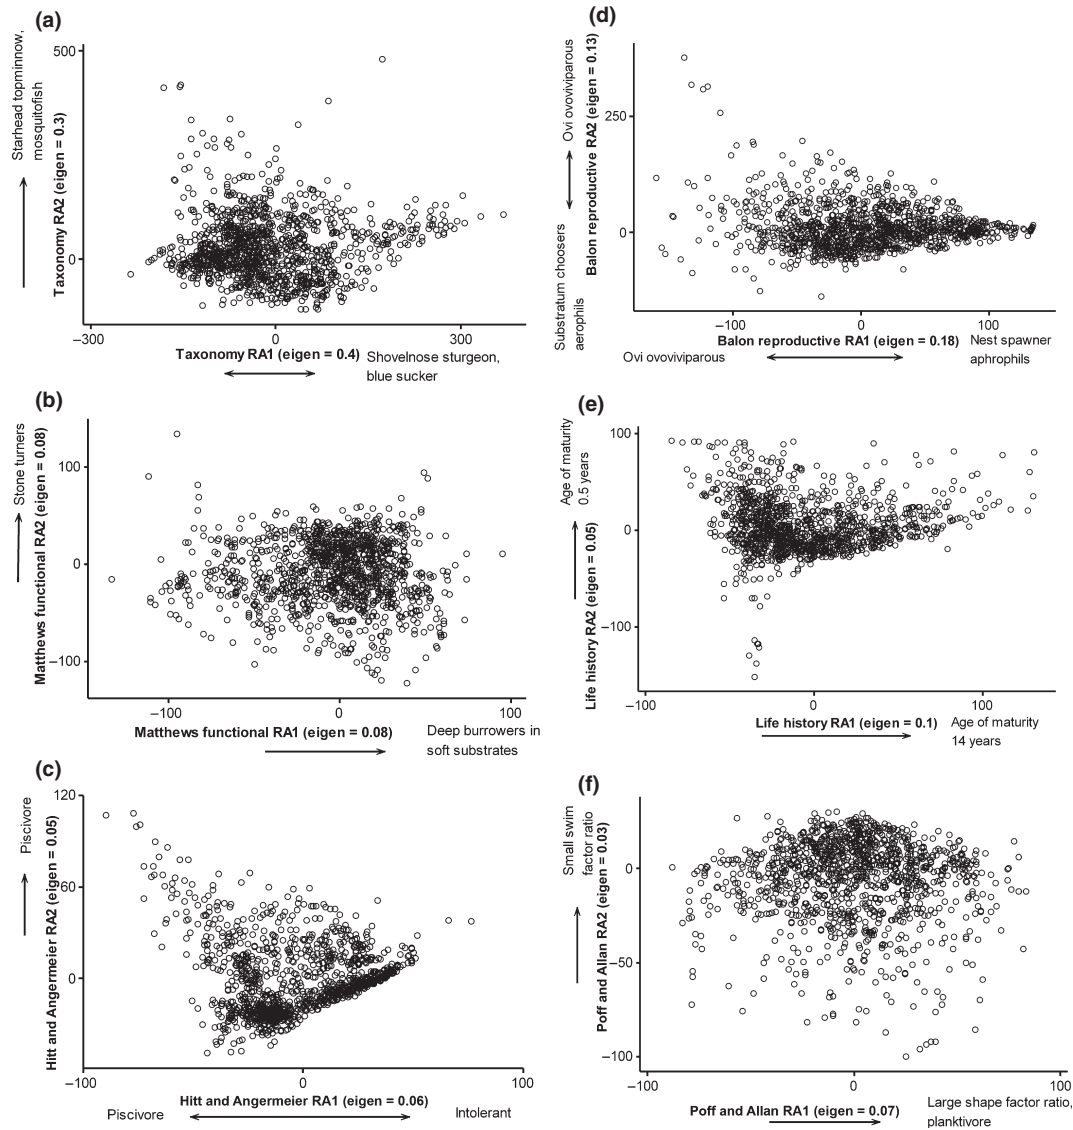 (a)
Starhead topminnow,
mosquitofish
Taxonomy RA2 (eigen = 0.3)
500
0
–300
0
300
Taxonomy RA1 (eigen = 0.4)
Shovelnose sturgeon,
blue sucker
(b)
Stone turners
Matthews functional RA2 (eigen = 0.08)
100
0
–100
–100
0
100
Matthews functional RA1 (eigen = 0.08)
Deep burrowers in
soft substrates
(c)
Piscivore
Hitt and Angermeier RA2 (eigen = 0.05)
120
60
0
–100
0
100
Hitt and Angermeier RA1 (eigen = 0.06)
Piscivore
Intolerant
(d)
Ovi ovoviviparous
Substratum choosers
aerophils
Balon reproductive RA2 (eigen = 0.13)
250
0
–100
0
100
Balon reproductive RA1 (eigen = 0.18)
Ovi ovoviviparous
Nest spawner
aphrophils
(e)
Age of maturity
0.5 years
Life history RA2 (eigen = 0.05)
100
0
–100
–100
0
100
Life history RA1 (eigen = 0.1)
Age of maturity
14 years
(f)
Small swim
factor ratio
Poff and Allan RA2 (eigen = 0.03)
0
–50
–100
–100
0
100
Poff and Allan RA1 (eigen = 0.07)
Large shape factor ratio,
planktivore